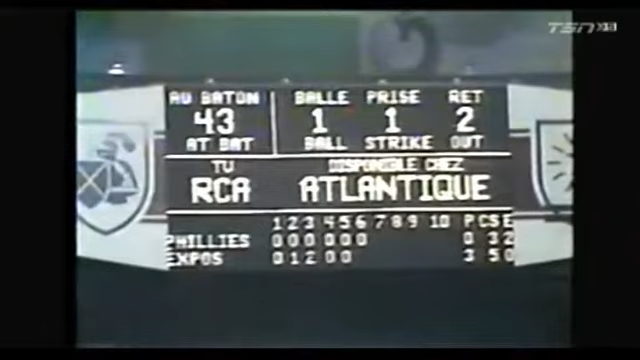 TSN
AU BATON BALLE PRISE RET
43 1 1 2
AT BAT BALL STRIKE OUT
TV DISPONIBLE CHEZ
RCA ATLANTIQUE
1 2 3 4 5 6 7 8 9 10 P C S E
PHILLIES 0 0 0 0 0 0 0 3 2
EXPOS 0 1 2 0 0 3 5 0